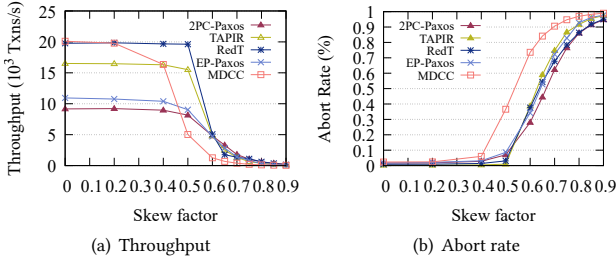 Throughput (10³ Txns/s)
25
20
15
10
5
0
0 0.1 0.2 0.3 0.4 0.5 0.6 0.7 0.8 0.9
Skew factor
2PC-Paxos
TAPIR
RedT
EP-Paxos
MDCC
(a) Throughput
Abort Rate (%)
1
0.9
0.8
0.7
0.6
0.5
0.4
0.3
0.2
0.1
0
0 0.1 0.2 0.3 0.4 0.5 0.6 0.7 0.8 0.9
Skew factor
2PC-Paxos
TAPIR
RedT
EP-Paxos
MDCC
(b) Abort rate